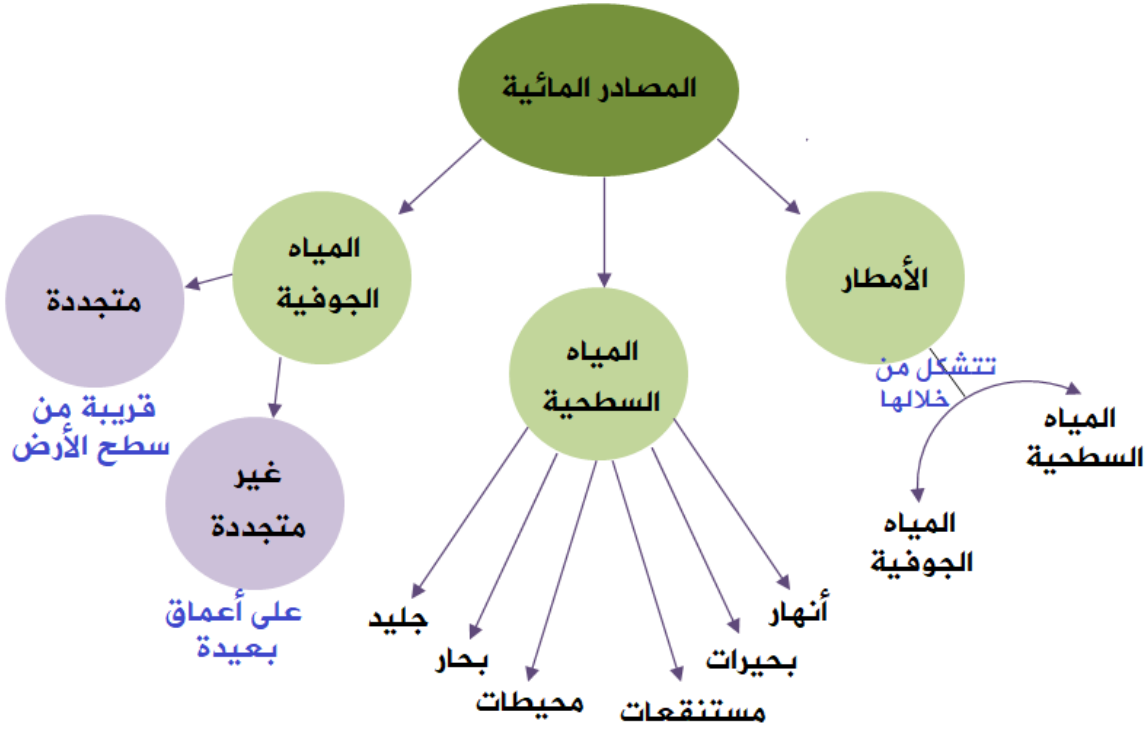 المصادر المائية
الأمطار
تتشكل من
خلالها
المياه
السطحية
المياه
الجوفية
المياه
السطحية
أنهار
بحيرات
مستنقعات
محيطات
بحار
جليد
المياه
الجوفية
متجددة
قريبة من
سطح الأرض
غير
متجددة
على أعماق
بعيدة